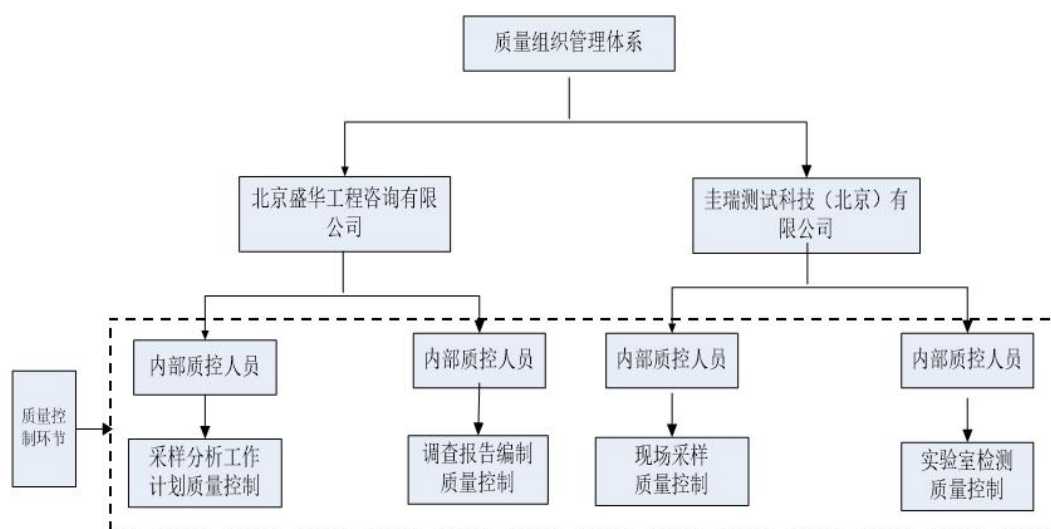 质量组织管理体系
北京盛华工程咨询有限
公司
圭瑞测试科技（北京）有
限公司
内部质控人员
内部质控人员
内部质控人员
内部质控人员
质量控
制环节
采样分析工作
计划质量控制
调查报告编制
质量控制
现场采样
质量控制
实验室检测
质量控制